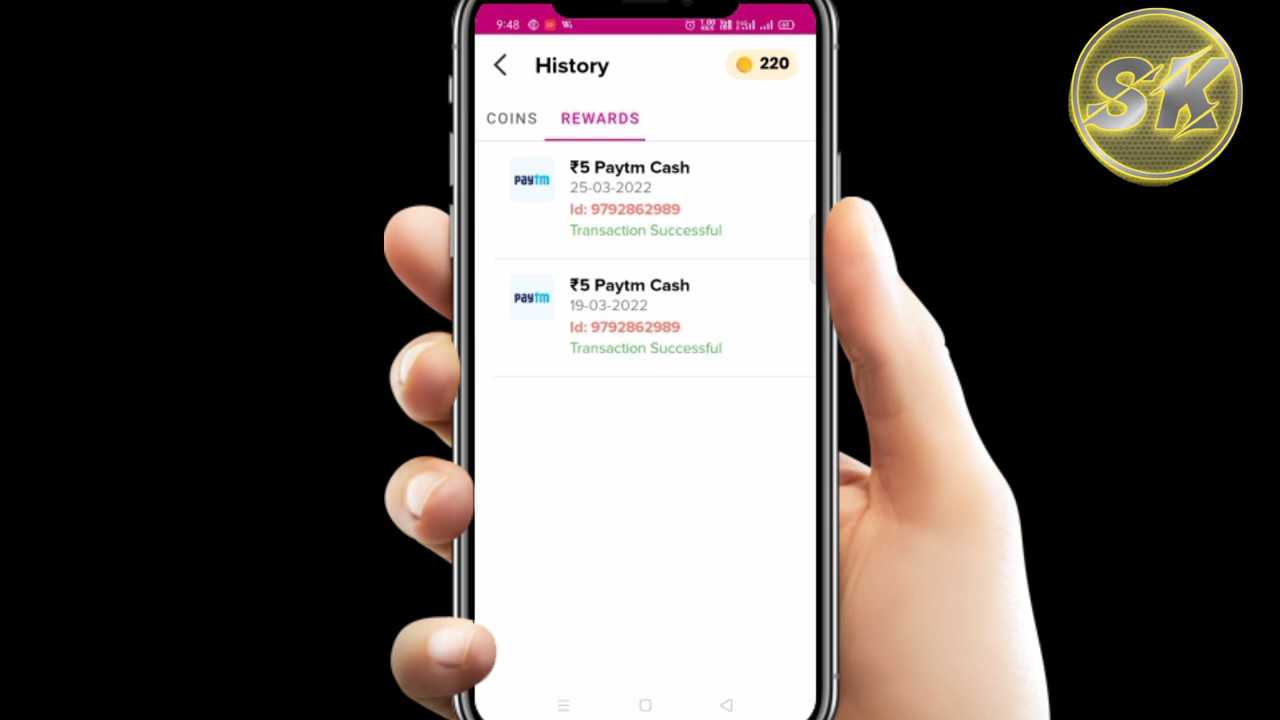 9:48
History
220
COINS
REWARDS
paytm
₹5 Paytm Cash
25-03-2022
Id: 9792862989
Transaction Successful
paytm
₹5 Paytm Cash
19-03-2022
Id: 9792862989
Transaction Successful
SK